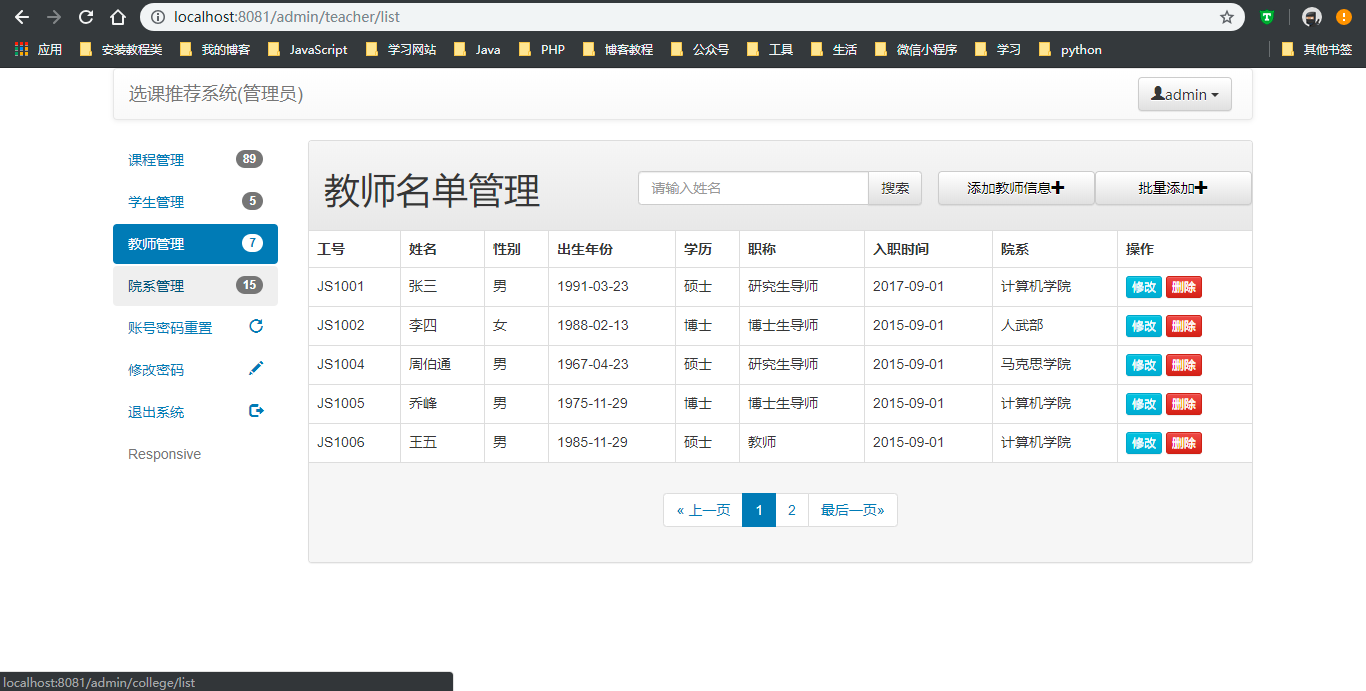 localhost:8081/admin/teacher/list
应用 安装教程类 我的博客 JavaScript 学习网站 Java PHP 博客教程 公众号 工具 生活 微信小程序 学习 python 其他书签
选课推荐系统(管理员) admin
课程管理 89
学生管理 5
教师管理 7
院系管理 15
账号密码重置
修改密码
退出系统
Responsive
教师名单管理 请输入姓名 搜索 添加教师信息 批量添加
工号 姓名 性别 出生年份 学历 职称 入职时间 院系 操作
JS1001 张三 男 1991-03-23 硕士 研究生导师 2017-09-01 计算机学院 修改 删除
JS1002 李四 女 1988-02-13 博士 博士生导师 2015-09-01 人武部 修改 删除
JS1004 周伯通 男 1967-04-23 硕士 研究生导师 2015-09-01 马克思学院 修改 删除
JS1005 乔峰 男 1975-11-29 博士 博士生导师 2015-09-01 计算机学院 修改 删除
JS1006 王五 男 1985-11-29 硕士 教师 2015-09-01 计算机学院 修改 删除
« 上一页 1 2 最后一页»
localhost:8081/admin/college/list